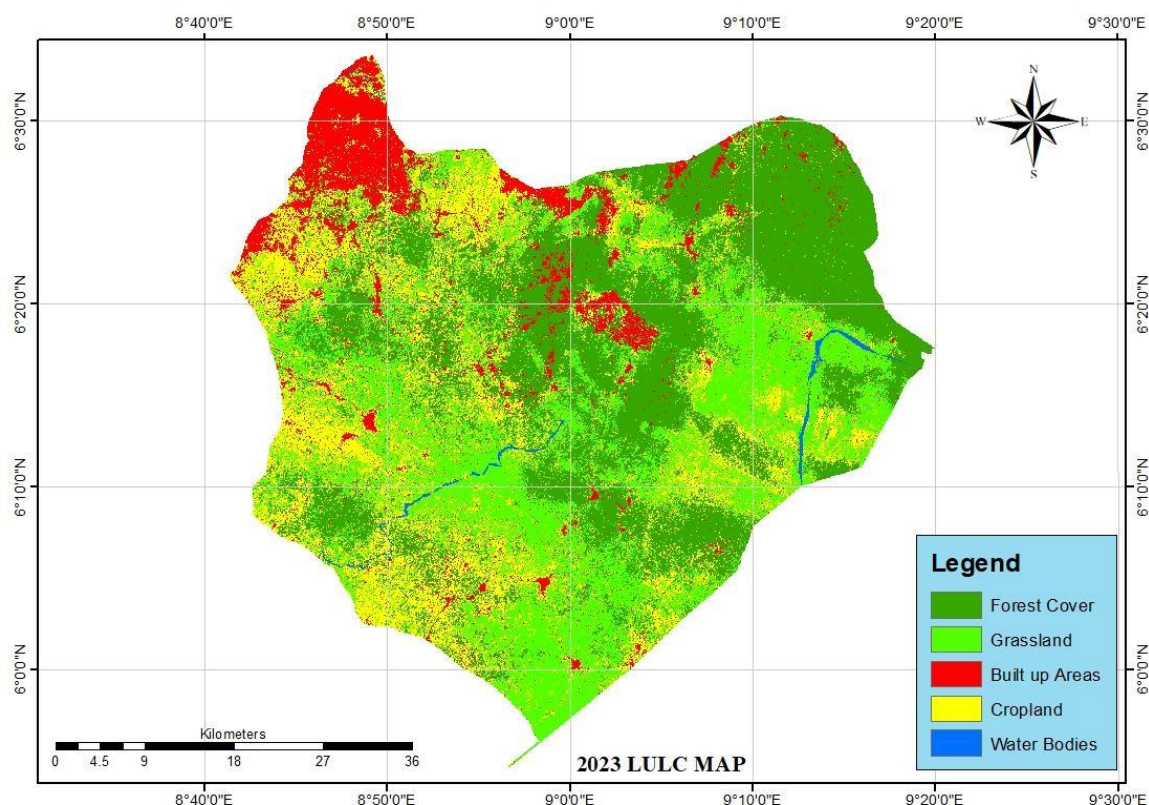 8°40'0"E 8°50'0"E 9°0'0"E 9°10'0"E 9°20'0"E 9°30'0"E
N
W E
S
6°30'0"N 6°30'0"N
6°20'0"N 6°20'0"N
6°10'0"N 6°10'0"N
6°0'0"N 6°0'0"N
Legend
Forest Cover
Grassland
Built up Areas
Cropland
Water Bodies
Kilometers
0 4.5 9 18 27 36
2023 LULC MAP
8°40'0"E 8°50'0"E 9°0'0"E 9°10'0"E 9°20'0"E 9°30'0"E